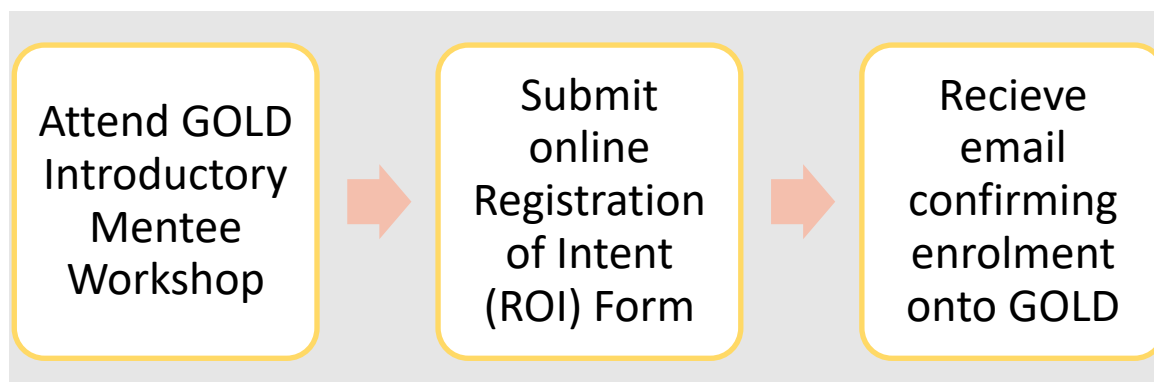 Attend GOLD
Introductory
Mentee
Workshop
Submit
online
Registration
of Intent
(ROI) Form
Recieve
email
confirming
enrolment
onto GOLD